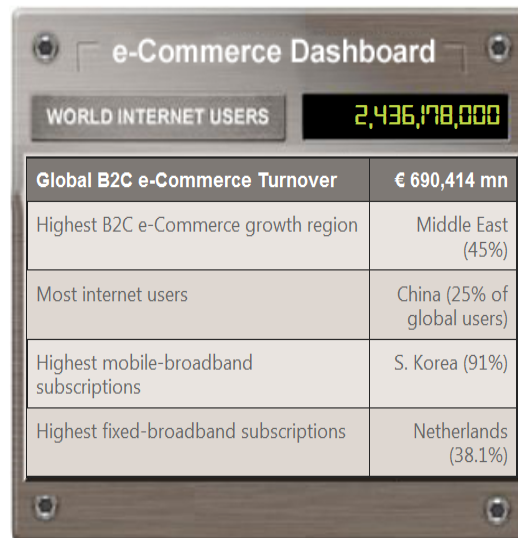 e-Commerce Dashboard
WORLD INTERNET USERS
2,436,178,000
Global B2C e-Commerce Turnover
€ 690,414 mn
Highest B2C e-Commerce growth region
Middle East
(45%)
Most internet users
China (25% of
global users)
Highest mobile-broadband
subscriptions
S. Korea (91%)
Highest fixed-broadband subscriptions
Netherlands
(38.1%)